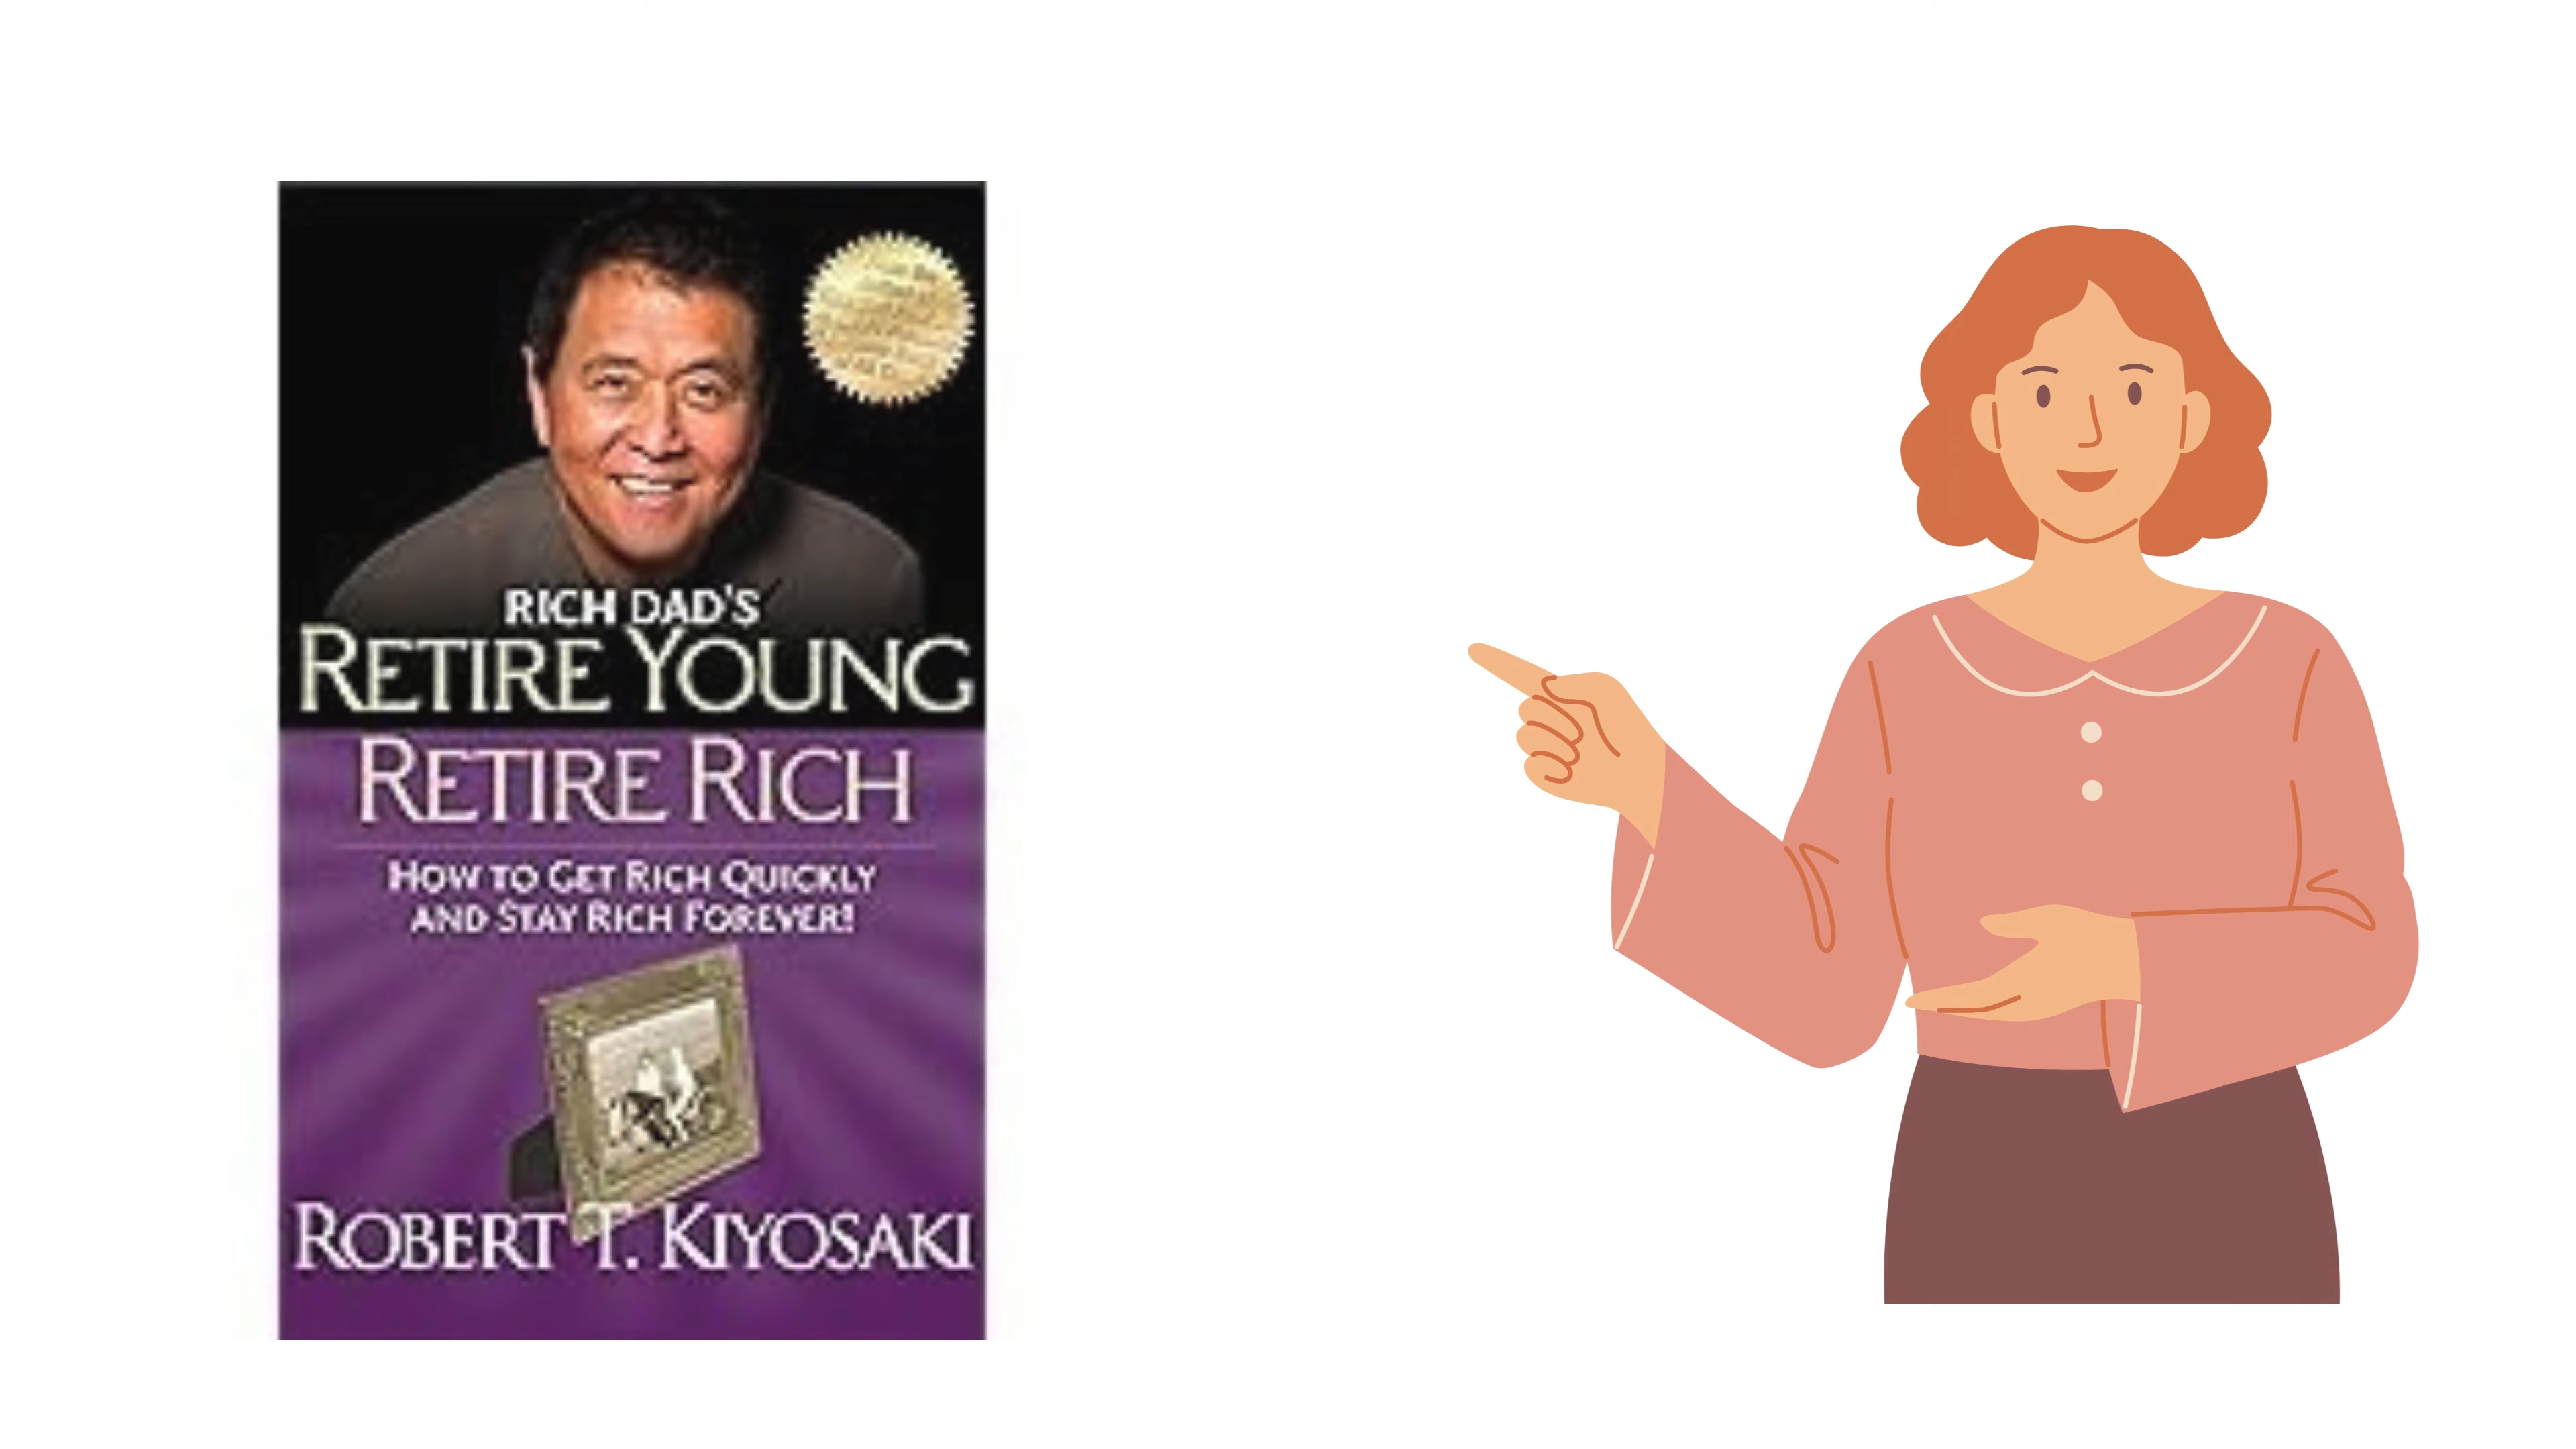 RICH DAD'S
RETIRE YOUNG
RETIRE RICH
HOW TO GET RICH QUICKLY
AND STAY RICH FOREVER!
ROBERT T. KIYOSAKI